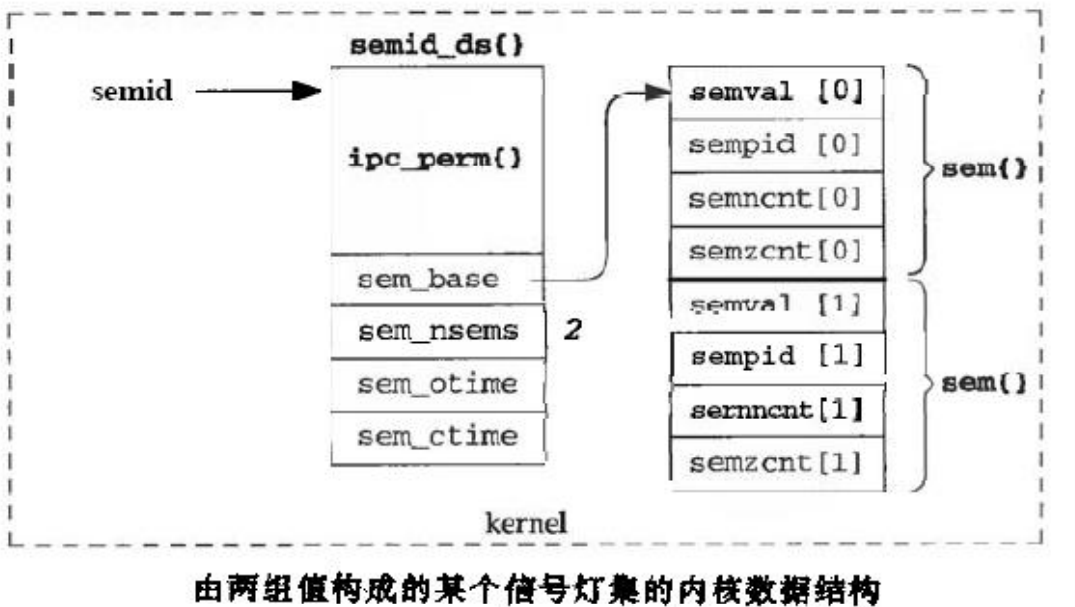 semid_ds{}
semid
ipc_perm{}
sem_base
sem_nsems
2
sem_otime
sem_ctime
semval [0]
sempid [0]
semncnt[0]
semzcnt[0]
sem{}
semval [1]
sempid [1]
sernncnt[1]
semzcnt[1]
sem{}
kernel
由两组值构成的某个信号灯集的内核数据结构